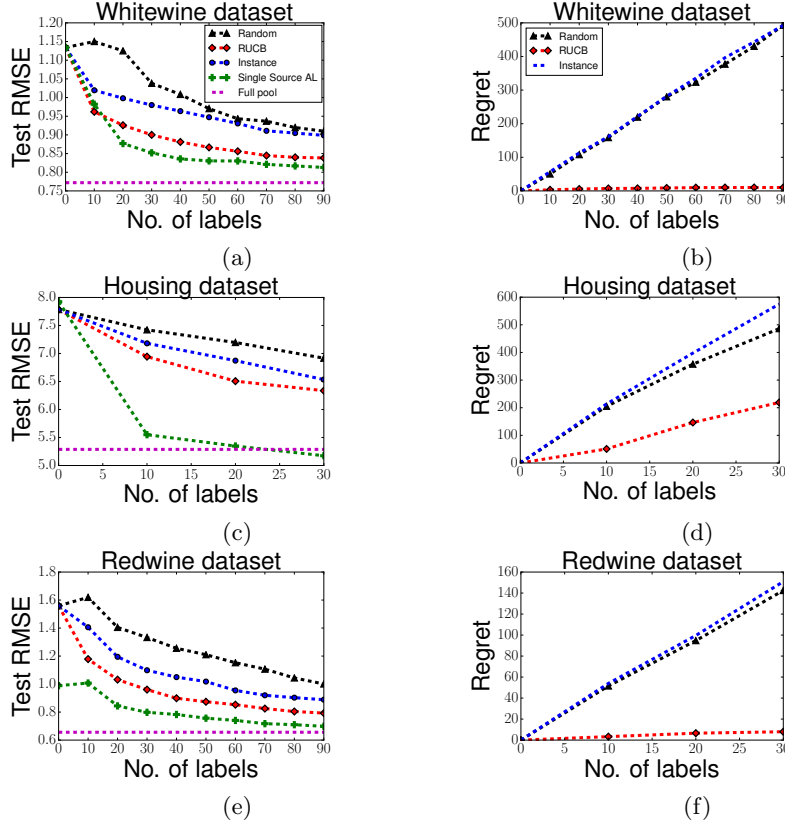 Whitewine dataset
Test RMSE
1.20
1.15
1.10
1.05
1.00
0.95
0.90
0.85
0.80
0.75
0 10 20 30 40 50 60 70 80 90
No. of labels
Random
RUCB
Instance
Single Source AL
Full pool
(a)
Whitewine dataset
Regret
500
400
300
200
100
0
0 10 20 30 40 50 60 70 80 90
No. of labels
Random
RUCB
Instance
(b)
Housing dataset
Test RMSE
8.0
7.5
7.0
6.5
6.0
5.5
5.0
0 5 10 15 20 25 30
No. of labels
(c)
Housing dataset
Regret
600
500
400
300
200
100
0
0 5 10 15 20 25 30
No. of labels
(d)
Redwine dataset
Test RMSE
1.8
1.6
1.4
1.2
1.0
0.8
0.6
0 10 20 30 40 50 60 70 80 90
No. of labels
(e)
Redwine dataset
Regret
160
140
120
100
80
60
40
20
0
0 5 10 15 20 25 30
No. of labels
(f)